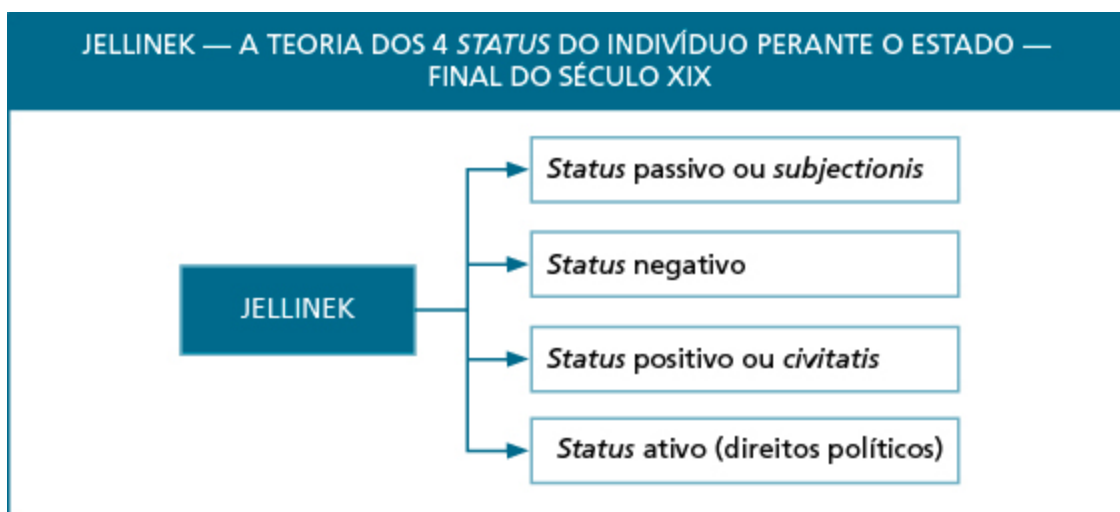 JELLINEK — A TEORIA DOS 4 STATUS DO INDIVÍDUO PERANTE O ESTADO —
FINAL DO SÉCULO XIX
Status passivo ou subjectionis
Status negativo
JELLINEK
Status positivo ou civitatis
Status ativo (direitos políticos)